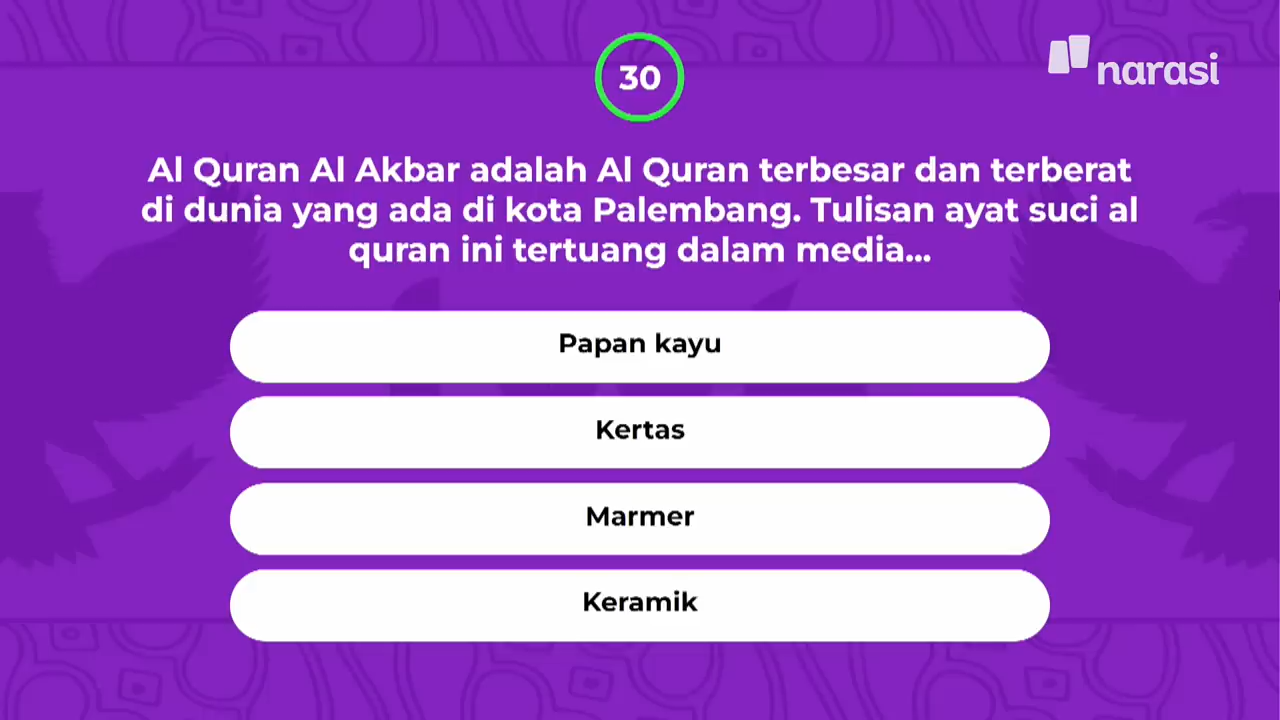 30
narasi
Al Quran Al Akbar adalah Al Quran terbesar dan terberat
di dunia yang ada di kota Palembang. Tulisan ayat suci al
quran ini tertuang dalam media...
Papan kayu
Kertas
Marmer
Keramik